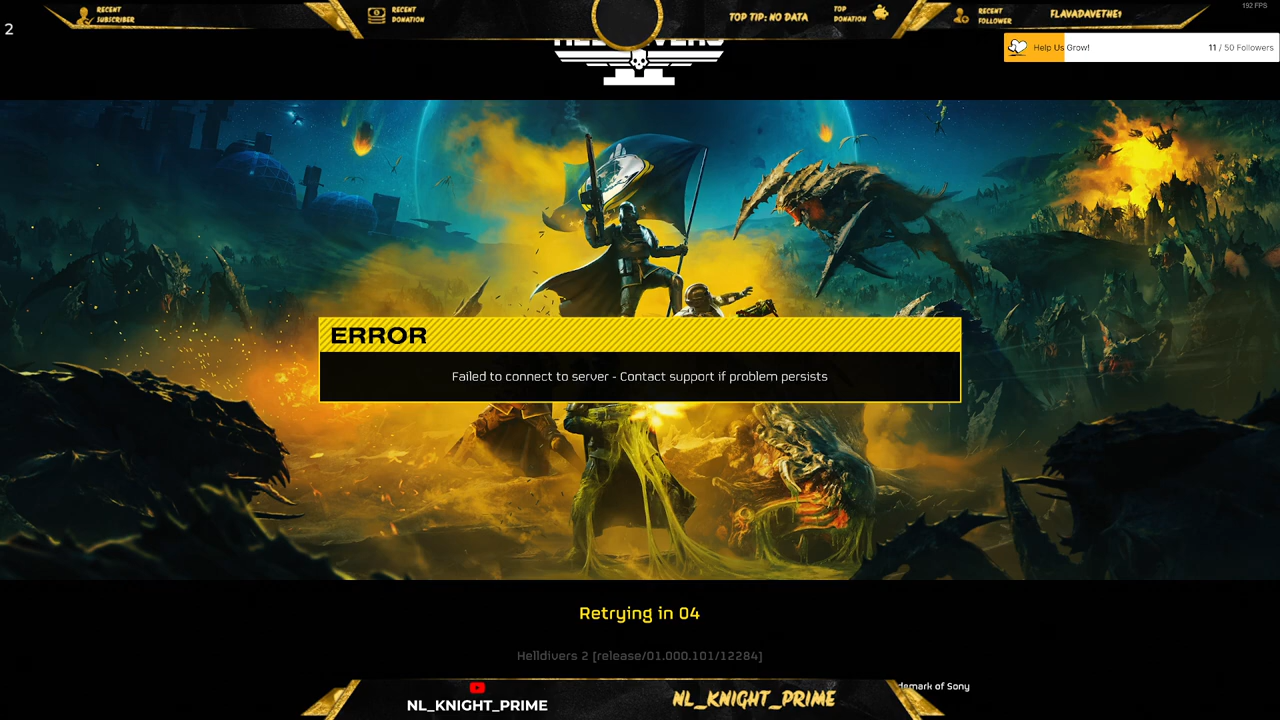 RECENT
SUBSCRIBER
RECENT
DONATION
TOP TIP: NO DATA
TOP
DONATION
RECENT
FOLLOWER
FLAVADAVETHE1
192 FPS
2
Help Us Grow!
11 / 50 Followers
HELLDIVERS
ERROR
Failed to connect to server - Contact support if problem persists
Retrying in 04
Helldivers 2 [release/01.000.101/12284]
demark of Sony
NL_KNIGHT_PRIME
NL_KNIGHT_PRIME